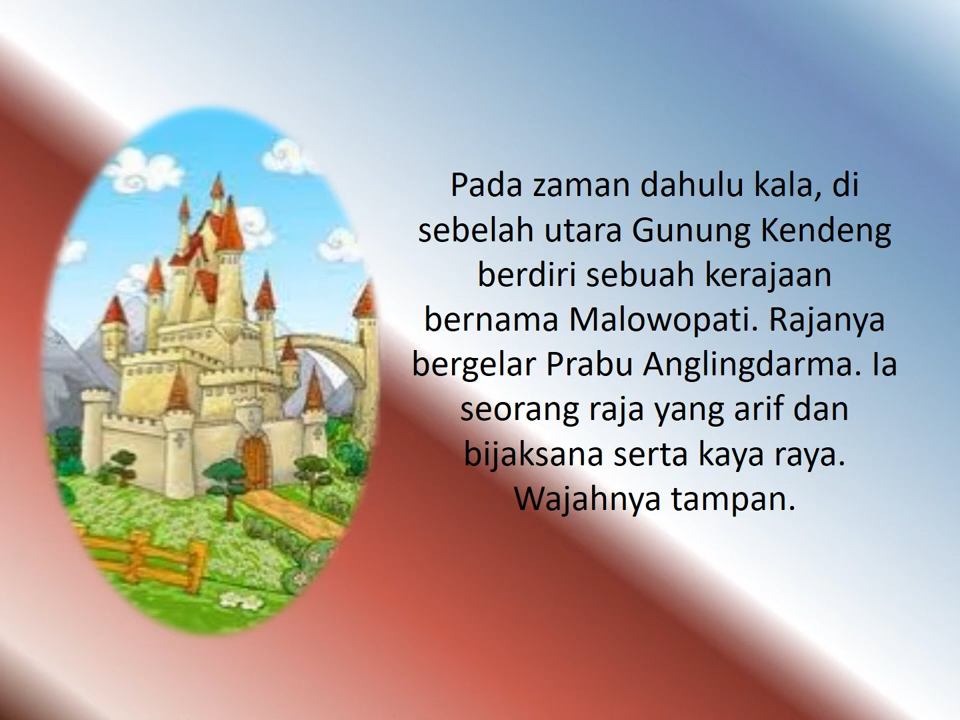 Pada zaman dahulu kala, di
sebelah utara Gunung Kendeng
berdiri sebuah kerajaan
bernama Malowopati. Rajanya
bergelar Prabu Anglingdarma. Ia
seorang raja yang arif dan
bijaksana serta kaya raya.
Wajahnya tampan.